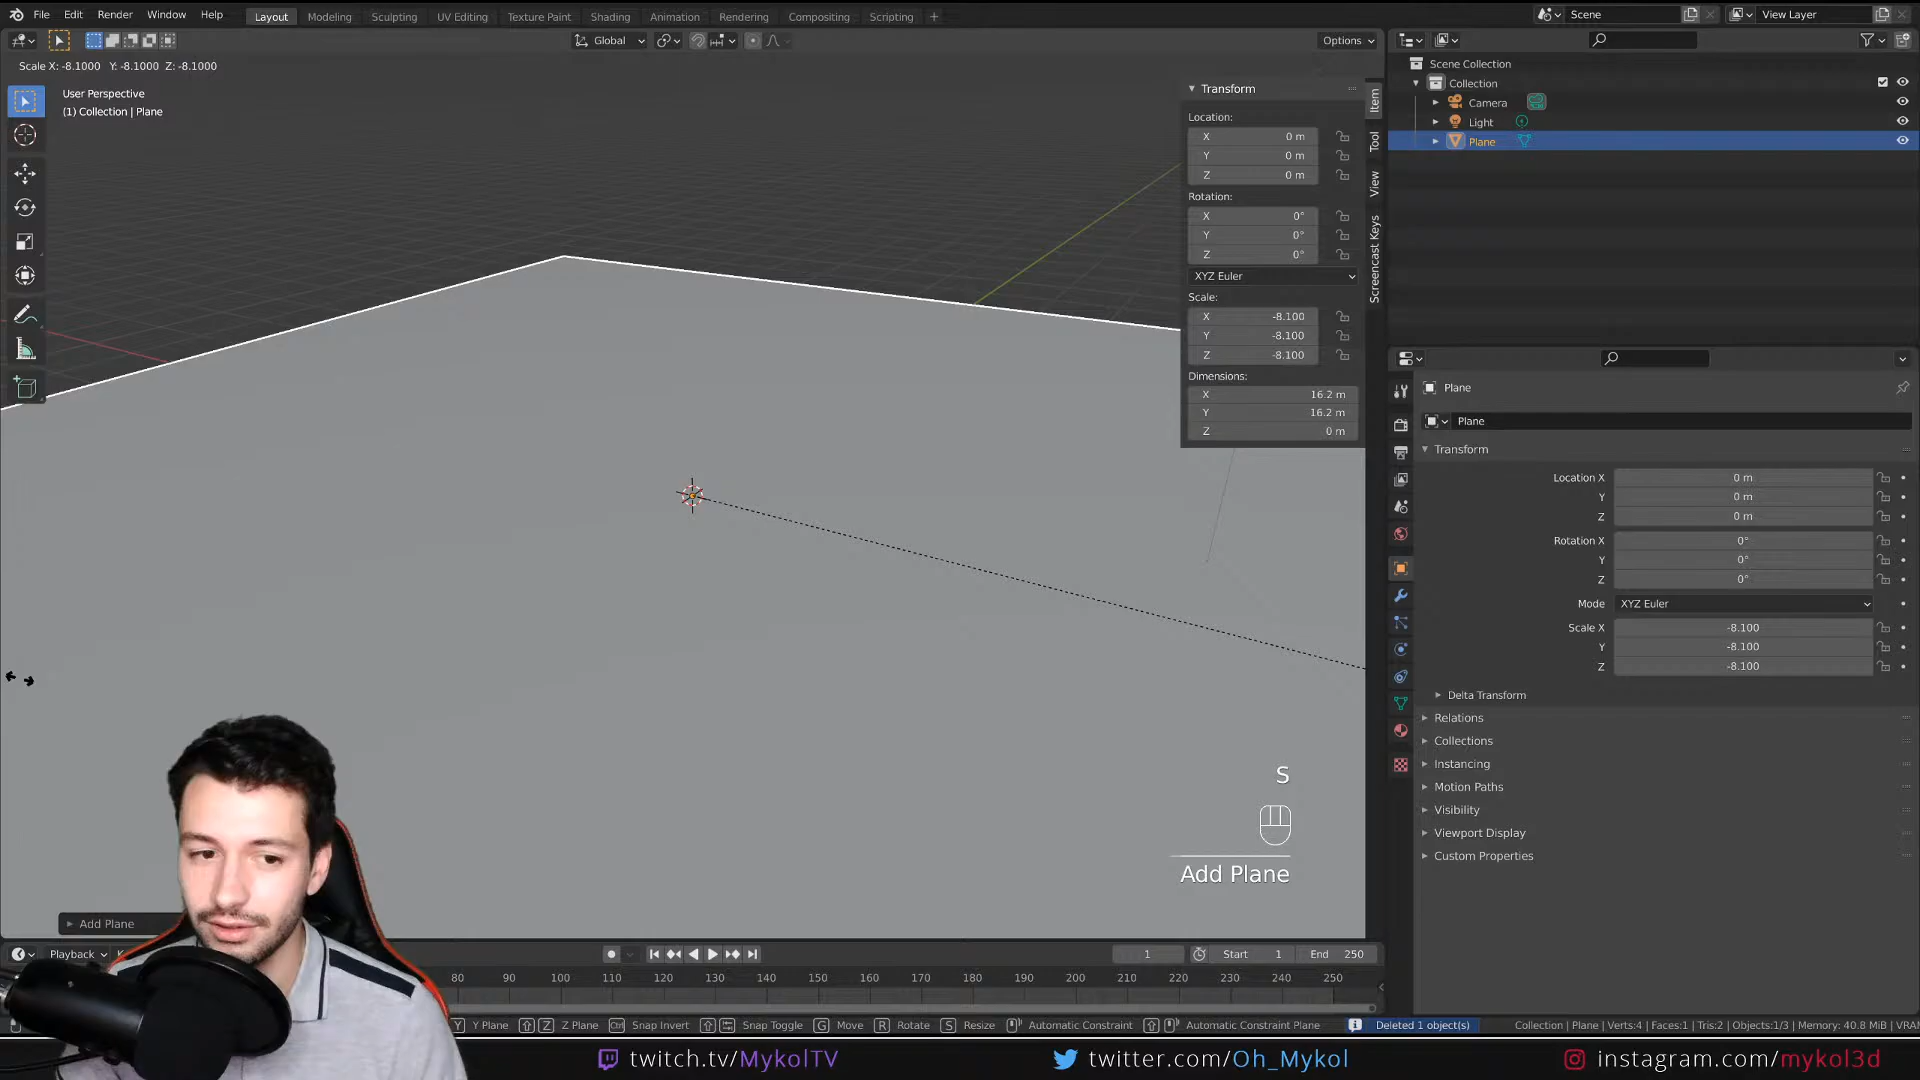 File Edit Render Window Help Layout Modeling Sculpting UV Editing Texture Paint Shading Animation Rendering Compositing Scripting + Scene View Layer
Global Options
Scale X: -8.1000 Y: -8.1000 Z: -8.1000
User Perspective
(1) Collection | Plane
Transform
Location:
X 0 m
Y 0 m
Z 0 m
Rotation:
X 0°
Y 0°
Z 0°
XYZ Euler
Scale:
X -8.100
Y -8.100
Z -8.100
Dimensions:
X 16.2 m
Y 16.2 m
Z 0 m
Item
Tool
View
Screencast Keys
Scene Collection
Collection
Camera
Light
Plane
Plane
Plane
Transform
Location X 0 m
Y 0 m
Z 0 m
Rotation X 0°
Y 0°
Z 0°
Mode XYZ Euler
Scale X -8.100
Y -8.100
Z -8.100
Delta Transform
Relations
Collections
Instancing
Motion Paths
Visibility
Viewport Display
Custom Properties
S
Add Plane
Add Plane
Playback 1 Start 1 End 250
80 90 100 110 120 130 140 150 160 170 180 190 200 210 220 230 240 250
Y Y Plane Z Z Plane Ctrl Snap Invert Snap Toggle G Move R Rotate S Resize Automatic Constraint Automatic Constraint Plane Deleted 1 object(s) Collection | Plane | Verts:4 | Faces:1 | Tris:2 | Objects:1/3 | Memory: 40.8 MiB | VRA
twitch.tv/MykolTV twitter.com/Oh_Mykol instagram.com/mykol3d